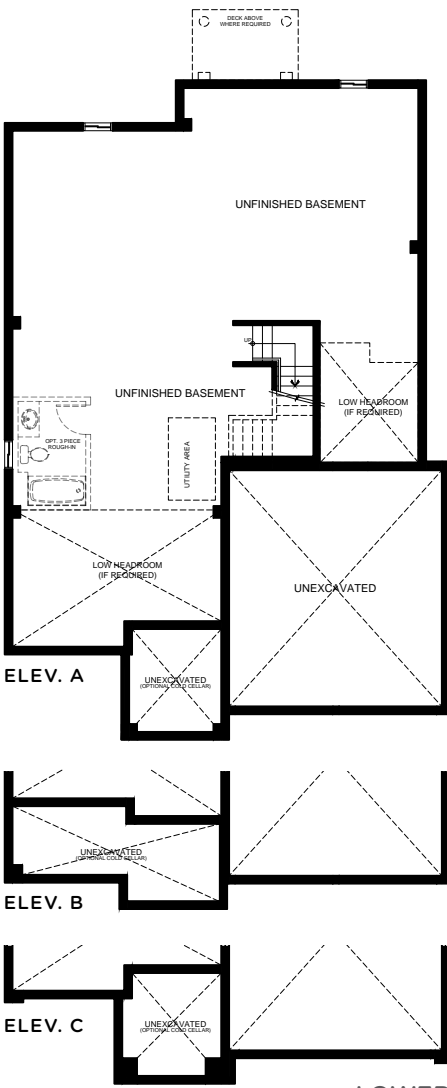 DECK ABOVE
WHERE REQUIRED
UNFINISHED BASEMENT
UP
LOW HEADROOM
(IF REQUIRED)
UNFINISHED BASEMENT
OPT. 3 PIECE
ROUGH-IN
UTILITY AREA
LOW HEADROOM
(IF REQUIRED)
UNEXCAVATED
UNEXCAVATED
(OPTIONAL COLD CELLAR)
ELEV. A
UNEXCAVATED
(OPTIONAL COLD CELLAR)
ELEV. B
UNEXCAVATED
(OPTIONAL COLD CELLAR)
ELEV. C